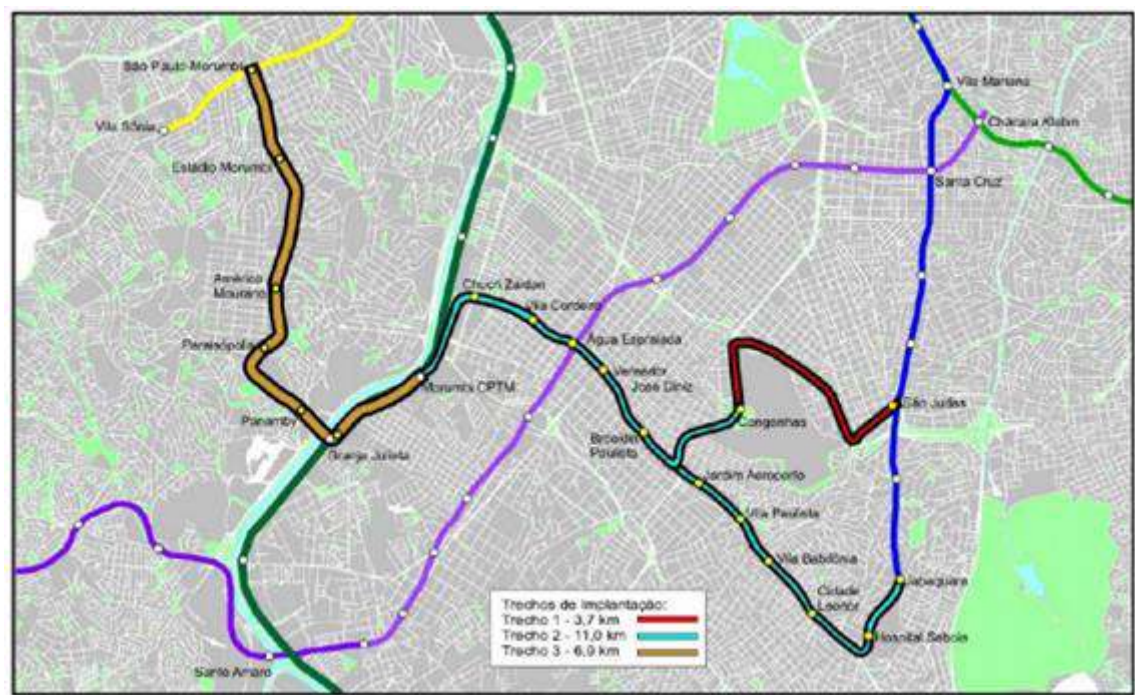 São Paulo-Morumbi
Vila Sônia
Estádio Morumbi
Américo
Mourano
Paraisópolis
Panamby
Granja Julieta
Morumbi CPTM
Chucri Zaidan
Vila Cordeiro
Água Espraiada
Vereador
José Diniz
Brooklin
Paulista
Congonhas
Jardim Aeroporto
Vila Paulista
Vila Babilônia
Cidade
Leonor
Hospital Saboia
Jabaquara
São Judas
Santa Cruz
Vila Mariana
Chácara Klabin
Santo Amaro
Trechos de Implantação:
Trecho 1 - 3,7 km
Trecho 2 - 11,0 km
Trecho 3 - 6,9 km